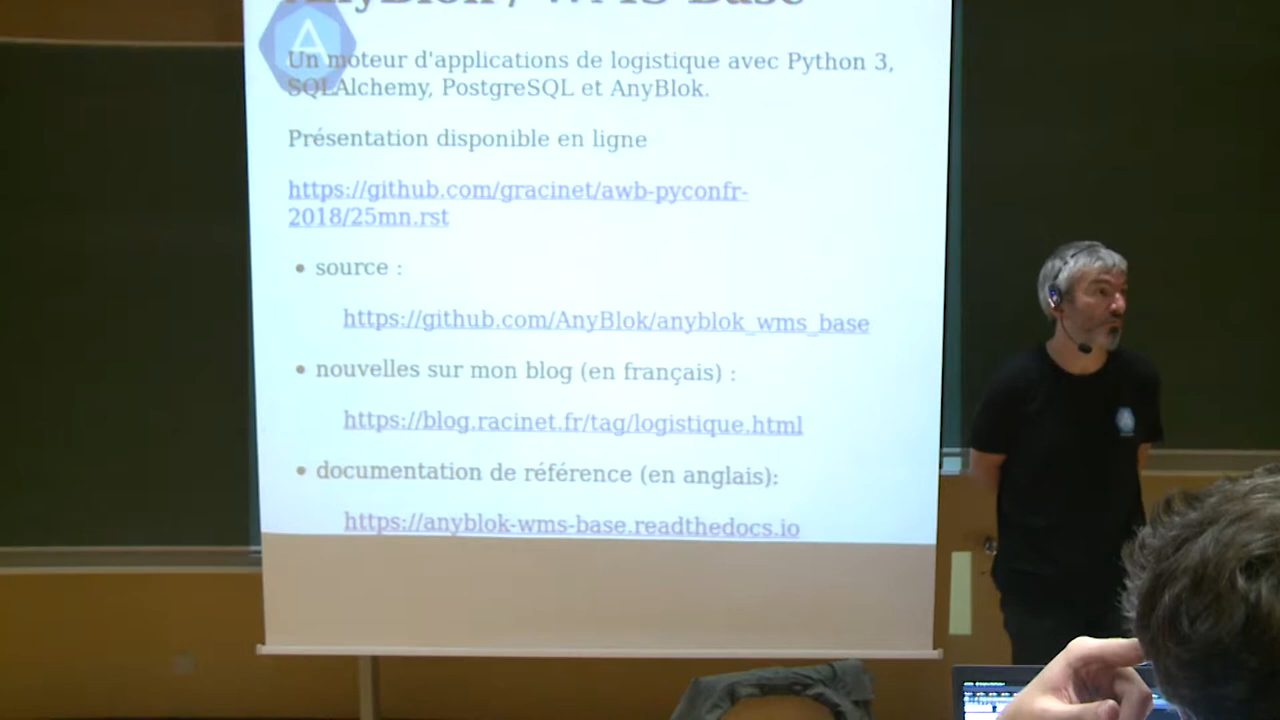 AnyBlok / WMS Base
Un moteur d'applications de logistique avec Python 3,
SQLAlchemy, PostgreSQL et AnyBlok.
Présentation disponible en ligne
https://github.com/gracinet/awb-pyconfr-
2018/25mn.rst
• source :
https://github.com/AnyBlok/anyblok_wms_base
• nouvelles sur mon blog (en français) :
https://blog.racinet.fr/tag/logistique.html
• documentation de référence (en anglais):
https://anyblok-wms-base.readthedocs.io